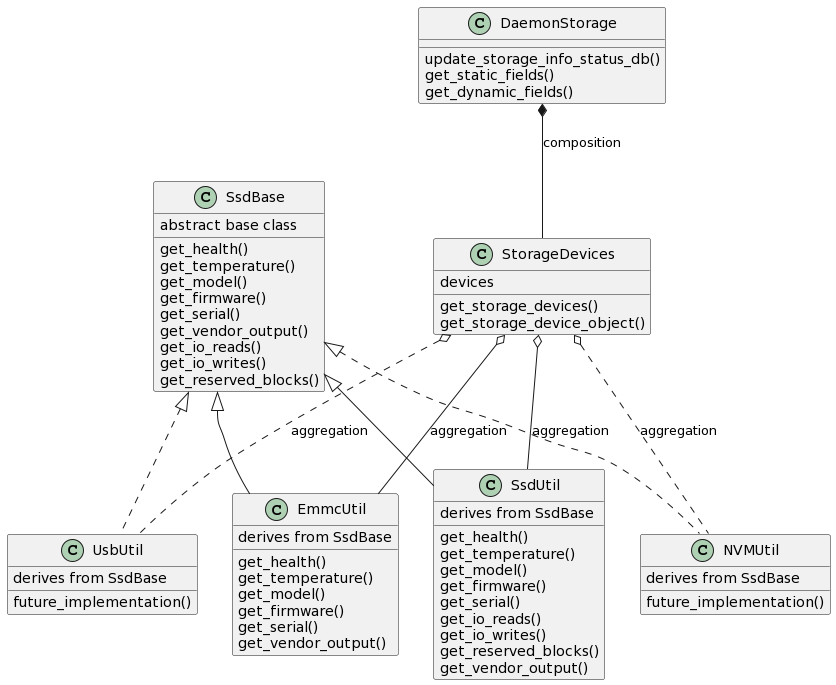 C DaemonStorage
update_storage_info_status_db()
get_static_fields()
get_dynamic_fields()
composition
C SsdBase
abstract base class
get_health()
get_temperature()
get_model()
get_firmware()
get_serial()
get_vendor_output()
get_io_reads()
get_io_writes()
get_reserved_blocks()
C StorageDevices
devices
get_storage_devices()
get_storage_device_object()
aggregation
aggregation
aggregation
aggregation
C UsbUtil
derives from SsdBase
future_implementation()
C EmmcUtil
derives from SsdBase
get_health()
get_temperature()
get_model()
get_firmware()
get_serial()
get_vendor_output()
C SsdUtil
derives from SsdBase
get_health()
get_temperature()
get_model()
get_firmware()
get_serial()
get_io_reads()
get_io_writes()
get_reserved_blocks()
get_vendor_output()
C NVMUtil
derives from SsdBase
future_implementation()